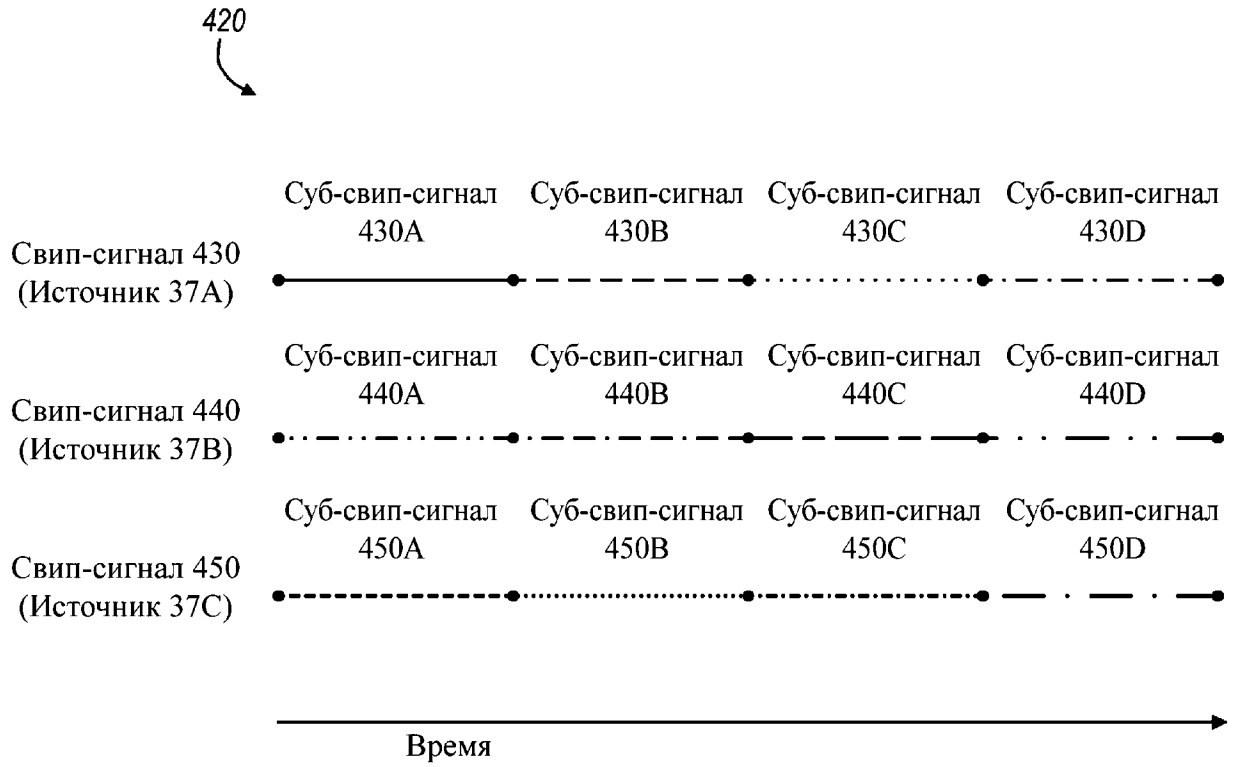 420
Суб-свип-сигнал Суб-свип-сигнал Суб-свип-сигнал Суб-свип-сигнал
430A 430B 430C 430D
Свип-сигнал 430
(Источник 37A)
Суб-свип-сигнал Суб-свип-сигнал Суб-свип-сигнал Суб-свип-сигнал
440A 440B 440C 440D
Свип-сигнал 440
(Источник 37B)
Суб-свип-сигнал Суб-свип-сигнал Суб-свип-сигнал Суб-свип-сигнал
450A 450B 450C 450D
Свип-сигнал 450
(Источник 37C)
Время